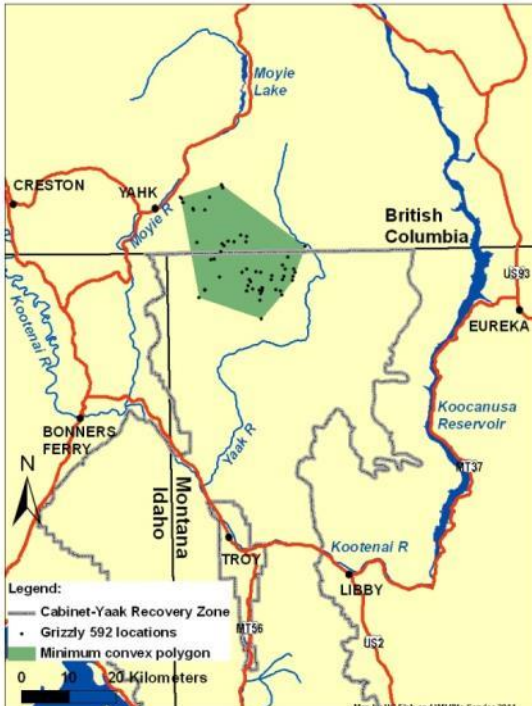 Moyie
Lake
CRESTON
YAHK
Moyie R
British
Columbia
US93
Kootenai R
EUREKA
Koocanusa
Reservoir
BONNERS
FERRY
Yaak R
N
Montana
Idaho
MT37
TROY
Kootenai R
LIBBY
Legend:
Cabinet-Yaak Recovery Zone
Grizzly 592 locations
Minimum convex polygon
MT56
US2
0 10 20 Kilometers